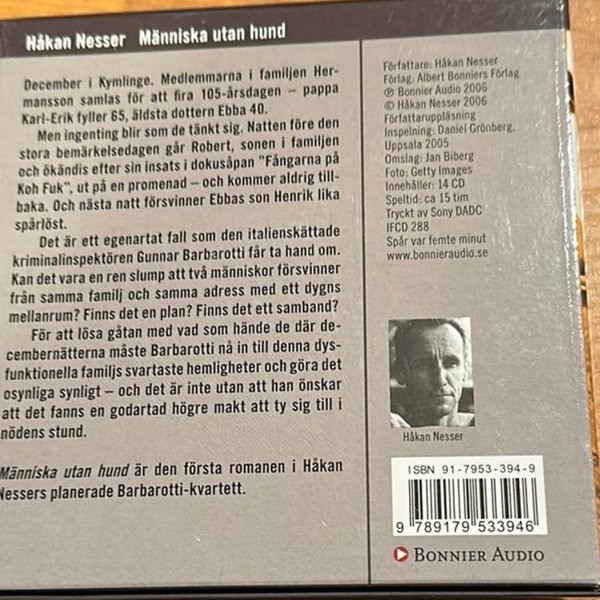 Håkan Nesser Människa utan hund
December i Kymlinge. Medlemmarna i familjen Her-
mansson samlas för att fira 105-årsdagen – pappa
Karl-Erik fyller 65, äldsta dottern Ebba 40.
Men ingenting blir som de tänkt sig. Natten före den
stora bemärkelsedagen går Robert, sonen i familjen
och ökändis efter sin insats i dokusåpan "Fångarna på
Koh Fuk", ut på en promenad – och kommer aldrig till-
baka. Och nästa natt försvinner Ebbas son Henrik lika
spårlöst.
Det är ett egenartat fall som den italienskättade
kriminalinspektören Gunnar Barbarotti får ta hand om.
Kan det vara en ren slump att två människor försvinner
från samma familj och samma adress med ett dygns
mellanrum? Finns det en plan? Finns det ett samband?
För att lösa gåtan med vad som hände de där de-
cembernätterna måste Barbarotti nå in till denna dys-
funktionella familjs svartaste hemligheter och göra det
osynliga synligt – och det är inte utan att han önskar
att det fanns en godartad högre makt att ty sig till i
nödens stund.
Människa utan hund är den första romanen i Håkan
Nessers planerade Barbarotti-kvartett.
Författare: Håkan Nesser
Förlag: Albert Bonniers Förlag
℗ Bonnier Audio 2006
© Håkan Nesser 2006
Författaruppläsning
Inspelning: Daniel Grönberg,
Uppsala 2005
Omslag: Jan Biberg
Foto: Getty Images
Innehåller: 14 CD
Speltid: ca 15 tim
Tryckt av Sony DADC
IFCD 288
Spår var femte minut
www.bonnieraudio.se
Håkan Nesser
ISBN 91-7953-394-9
9 789179 533946
BONNIER AUDIO